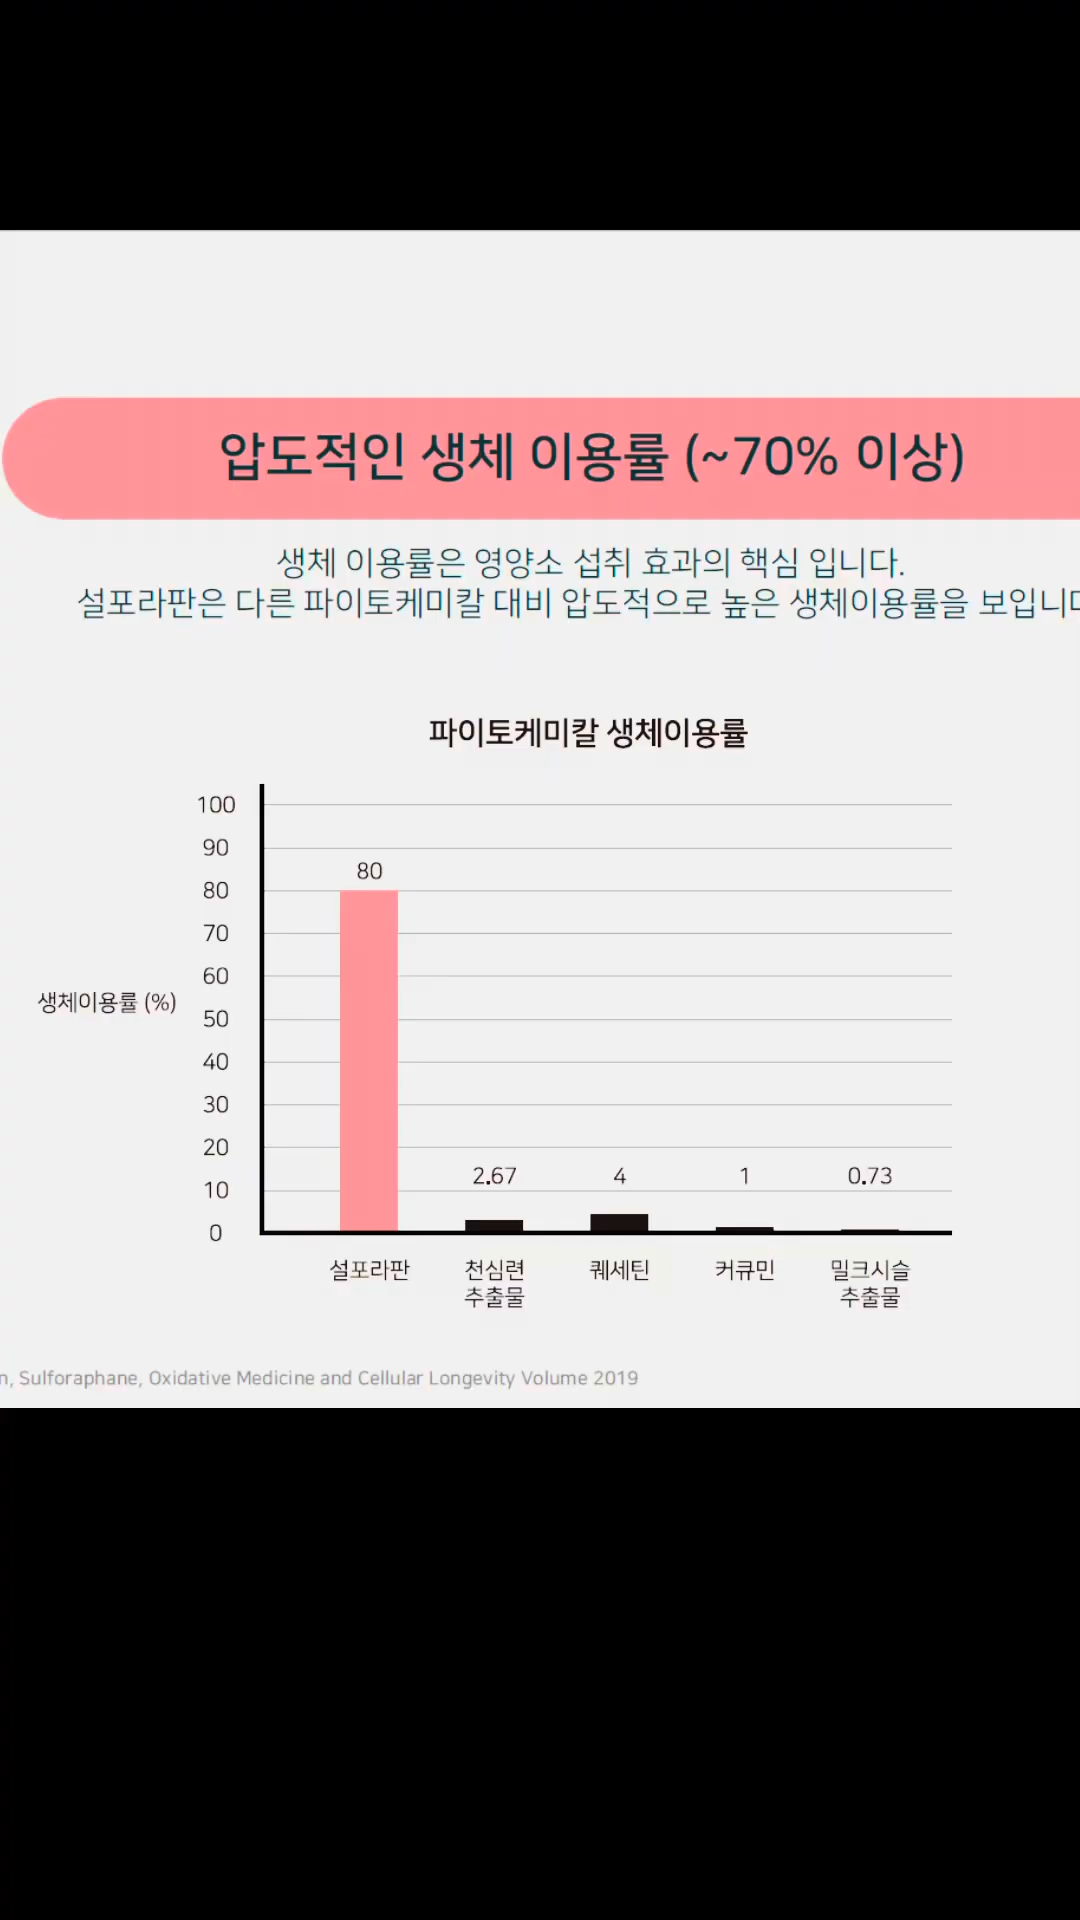 압도적인 생체 이용률 (~70% 이상)
생체 이용률은 영양소 섭취 효과의 핵심 입니다.
설포라판은 다른 파이토케미칼 대비 압도적으로 높은 생체이용률을
파이토케미칼 생체이용률
100
90
80
70
60
50
40
30
20
10
0
생체이용률 (%)
80
2.67
4
1
0.73
설포라판
천심련
추출물
퀘세틴
커큐민
밀크시슬
추출물
Sulforaphane, Oxidative Medicine and Cellular Longevity Volume 2019